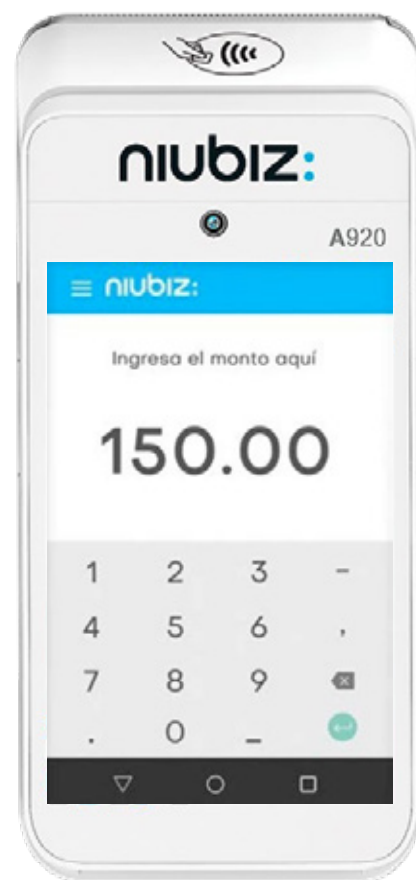 niubiz:
A920
niubiz:
Ingresa el monto aquí
150.00
1 2 3 -
4 5 6 ,
7 8 9
. 0 _